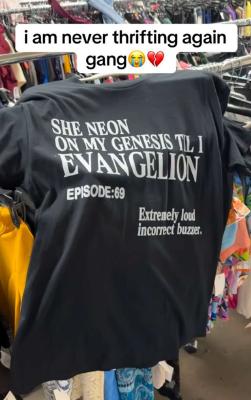 i am never thrifting again
gang😭💔
SHE NEON
ON MY GENESIS TIL I
EVANGELION
EPISODE:69
Extremely loud
incorrect buzzer.